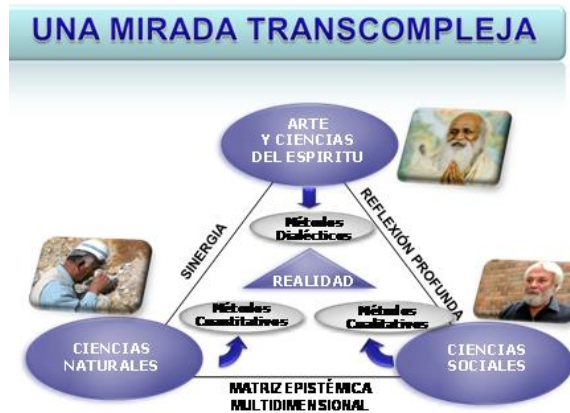 UNA MIRADA TRANSCOMPLEJA
ARTE
Y CIENCIAS
DEL ESPIRITU
SINERGIA
REFLEXIÓN PROFUNDA
Métodos
Dialécticos
REALIDAD
Métodos
Cuantitativos
Métodos
Cualitativos
CIENCIAS
NATURALES
CIENCIAS
SOCIALES
MATRIZ EPISTÉMICA
MULTIDIMENSIONAL